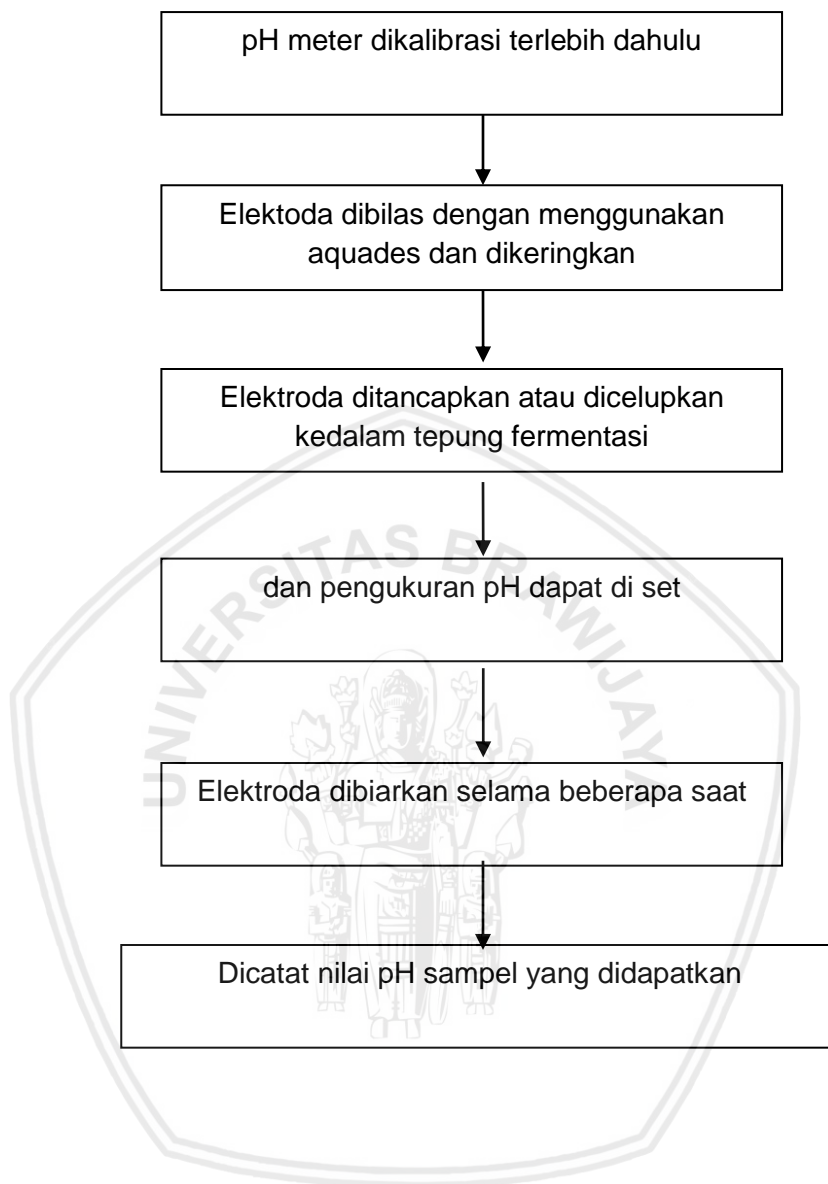 pH meter dikalibrasi terlebih dahulu
Elektoda dibilas dengan menggunakan
aquades dan dikeringkan
Elektroda ditancapkan atau dicelupkan
kedalam tepung fermentasi
dan pengukuran pH dapat di set
Elektroda dibiarkan selama beberapa saat
Dicatat nilai pH sampel yang didapatkan
UNIVERSITAS BRAWIJAYA